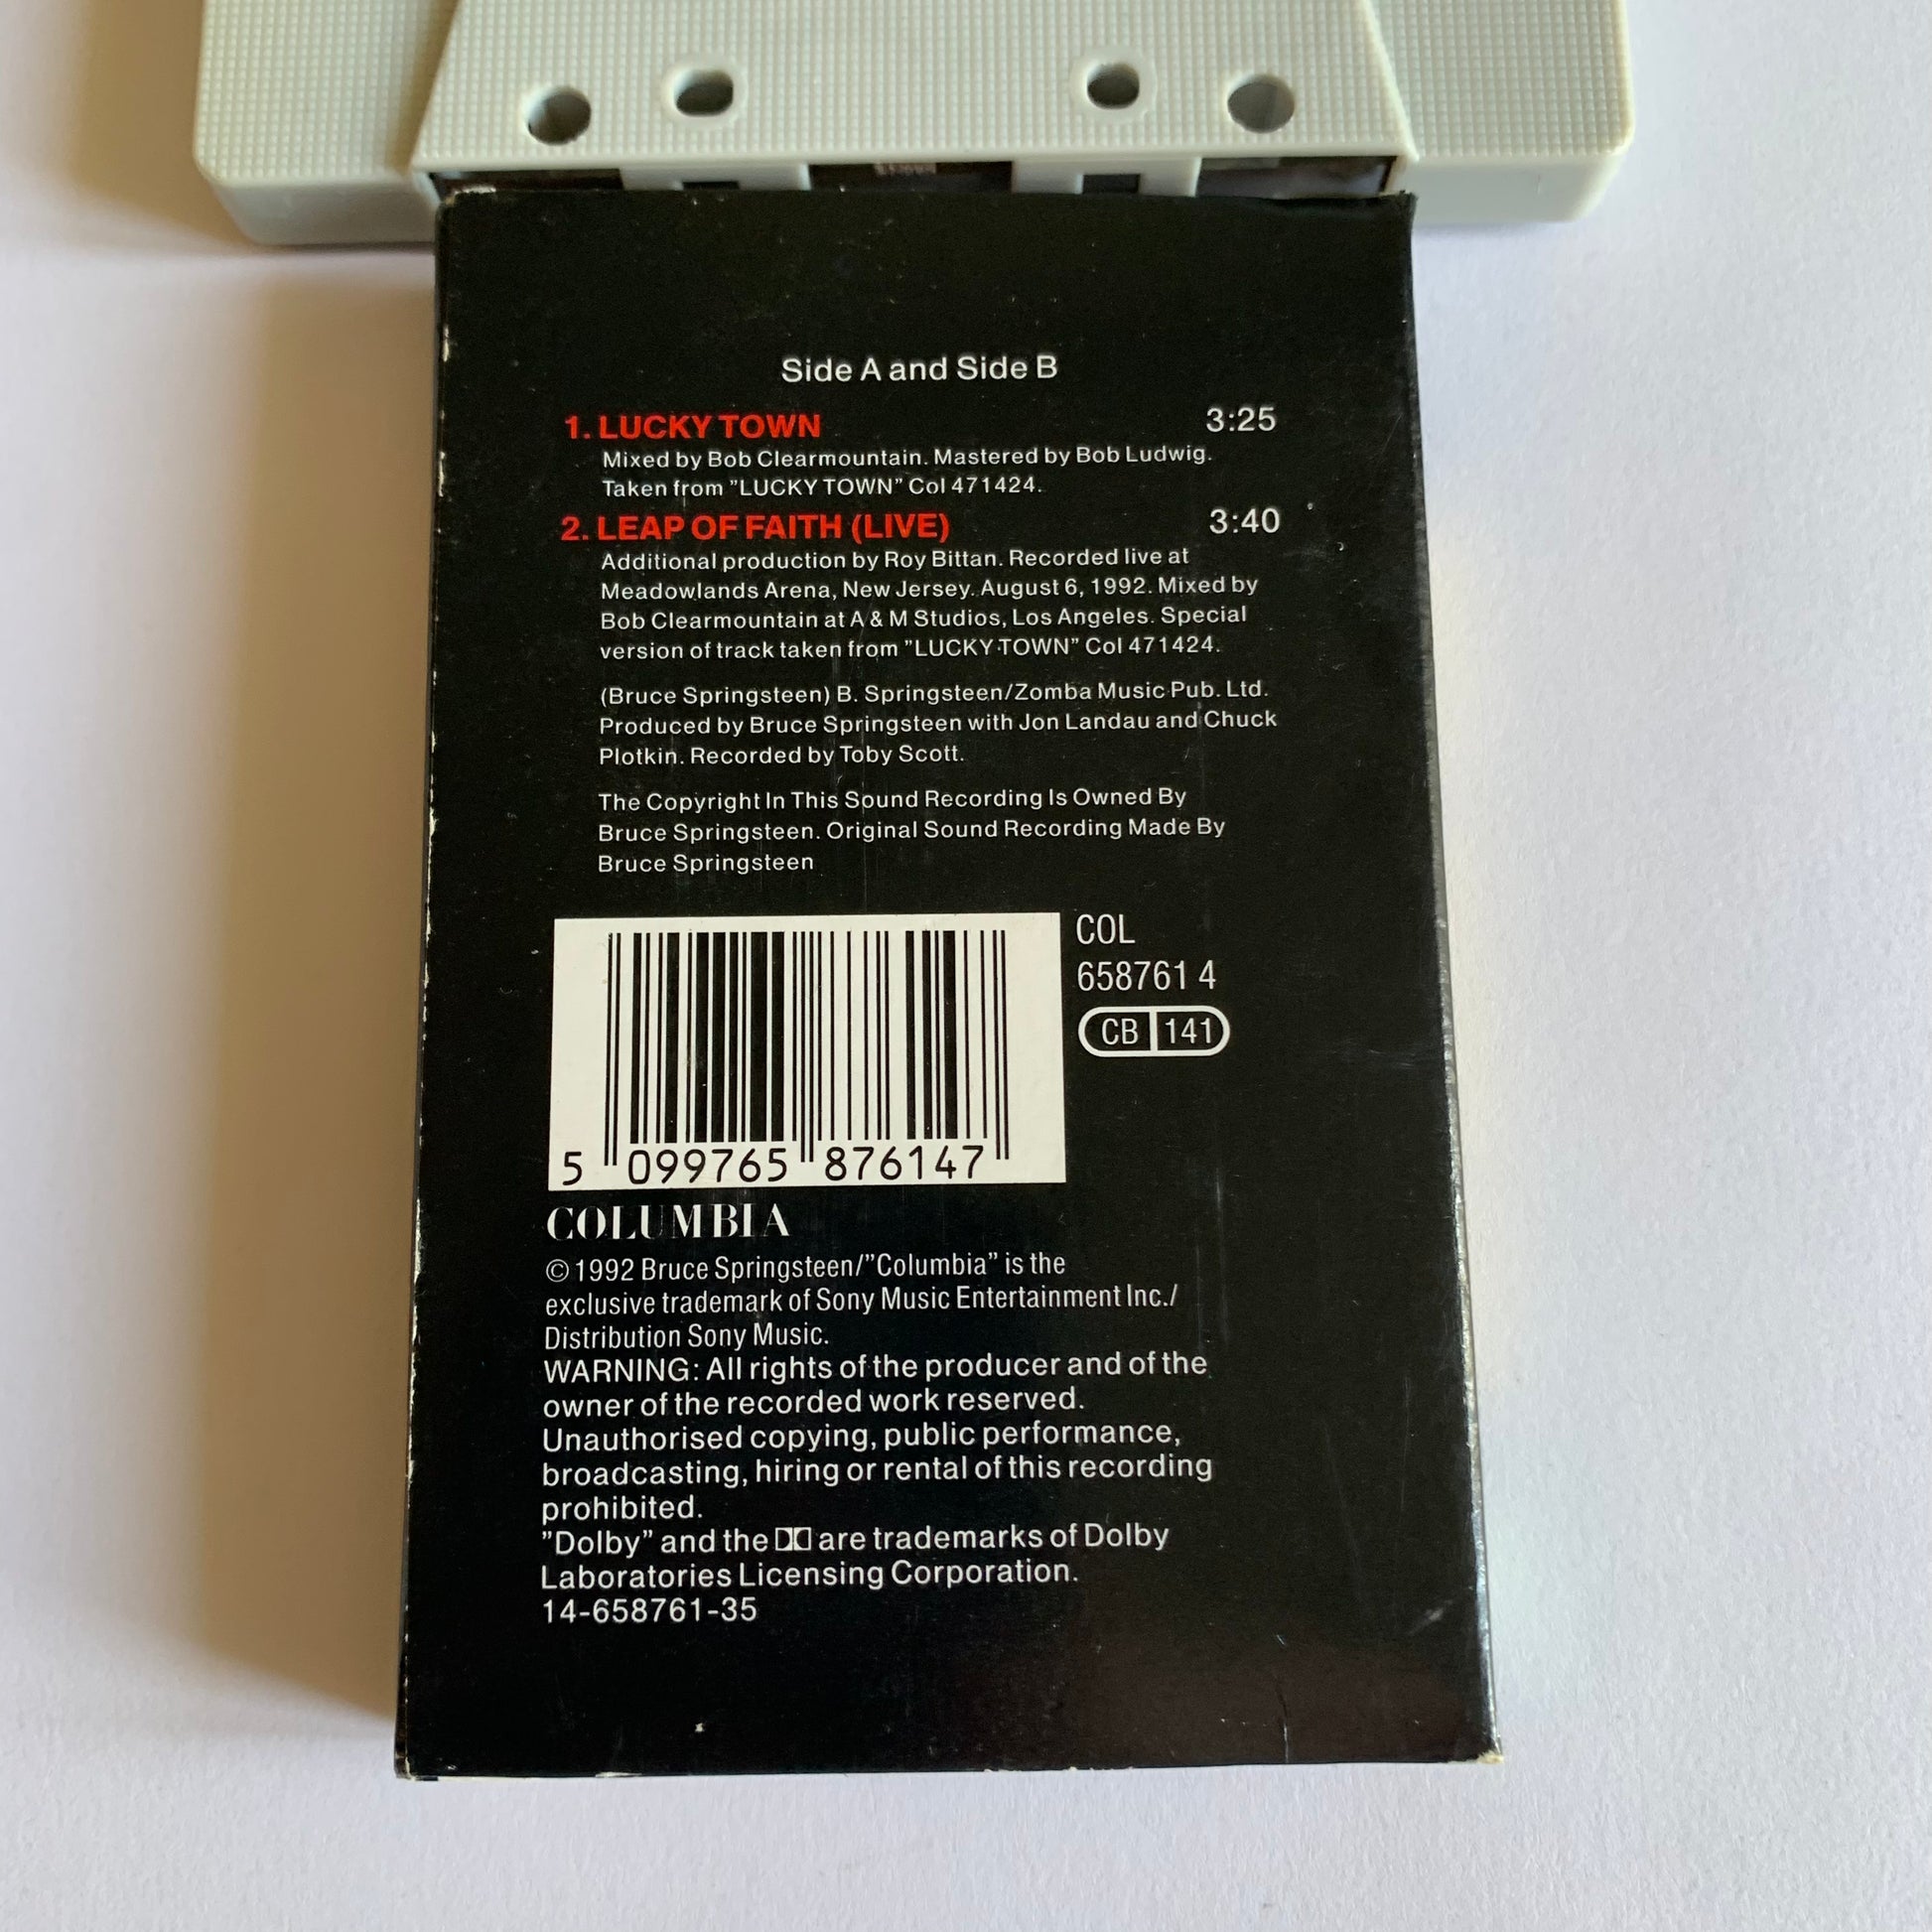 Side A and Side B
1. LUCKY TOWN 3:25
Mixed by Bob Clearmountain. Mastered by Bob Ludwig.
Taken from ”LUCKY TOWN” Col 471424.
2. LEAP OF FAITH (LIVE) 3:40
Additional production by Roy Bittan. Recorded live at
Meadowlands Arena, New Jersey. August 6, 1992. Mixed by
Bob Clearmountain at A & M Studios, Los Angeles. Special
version of track taken from ”LUCKY TOWN” Col 471424.
(Bruce Springsteen) B. Springsteen/Zomba Music Pub. Ltd.
Produced by Bruce Springsteen with Jon Landau and Chuck
Plotkin. Recorded by Toby Scott.
The Copyright In This Sound Recording Is Owned By
Bruce Springsteen. Original Sound Recording Made By
Bruce Springsteen
COL
658761 4
CB 141
5 099765 876147
COLUMBIA
© 1992 Bruce Springsteen/”Columbia” is the
exclusive trademark of Sony Music Entertainment Inc./
Distribution Sony Music.
WARNING: All rights of the producer and of the
owner of the recorded work reserved.
Unauthorised copying, public performance,
broadcasting, hiring or rental of this recording
prohibited.
”Dolby” and the are trademarks of Dolby
Laboratories Licensing Corporation.
14-658761-35